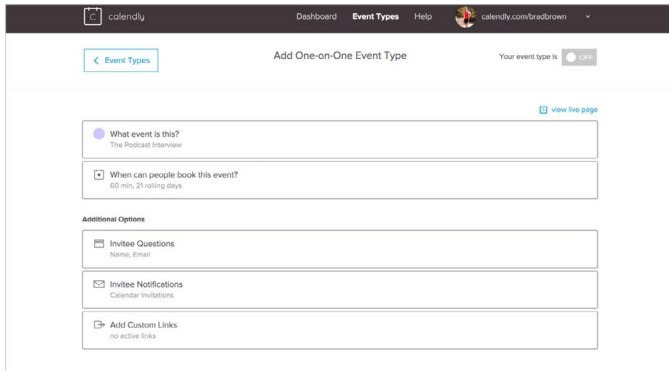 C calendly
Dashboard Event Types Help calendly.com/bradbrown
Event Types
Add One-on-One Event Type
Your event type is OFF
view live page
What event is this?
The Podcast Interview
When can people book this event?
60 min, 21 rolling days
Additional Options
Invitee Questions
Name, Email
Invitee Notifications
Calendar Invitations
Add Custom Links
no active links